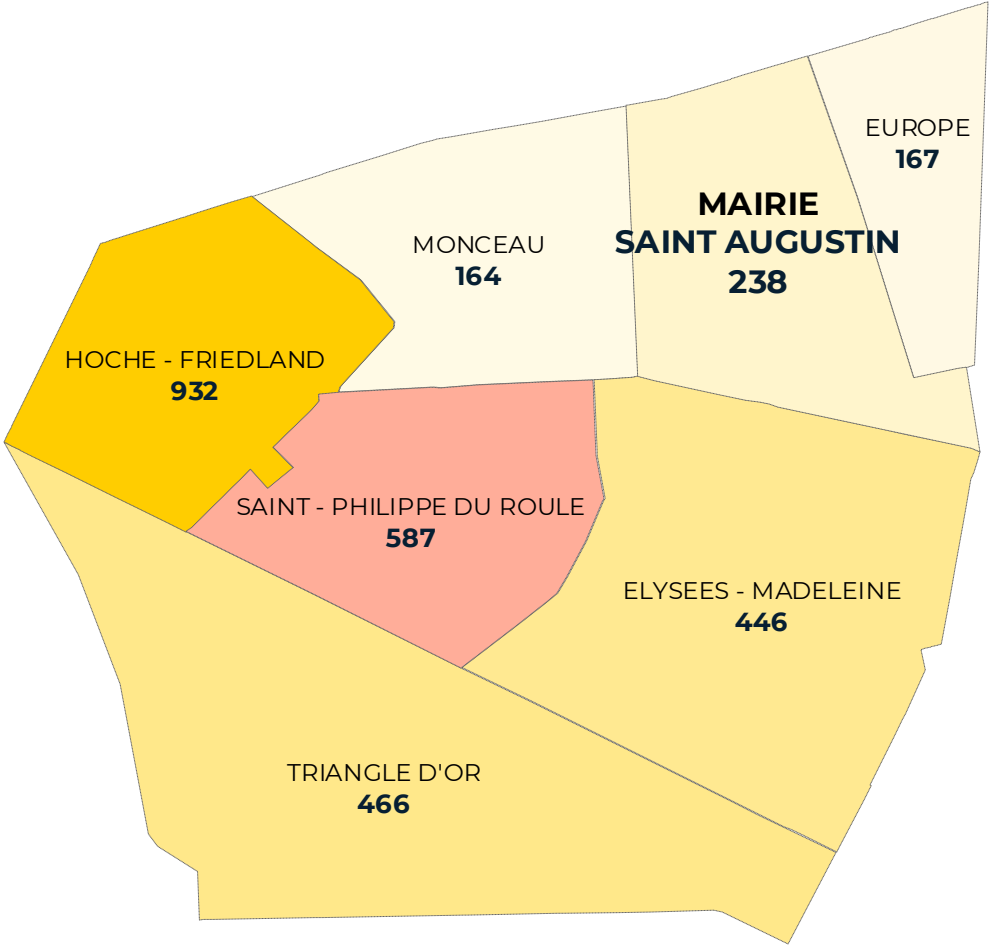 EUROPE
167
MAIRIE
SAINT AUGUSTIN
238
MONCEAU
164
HOCHE - FRIEDLAND
932
SAINT - PHILIPPE DU ROULE
587
ELYSEES - MADELEINE
446
TRIANGLE D'OR
466